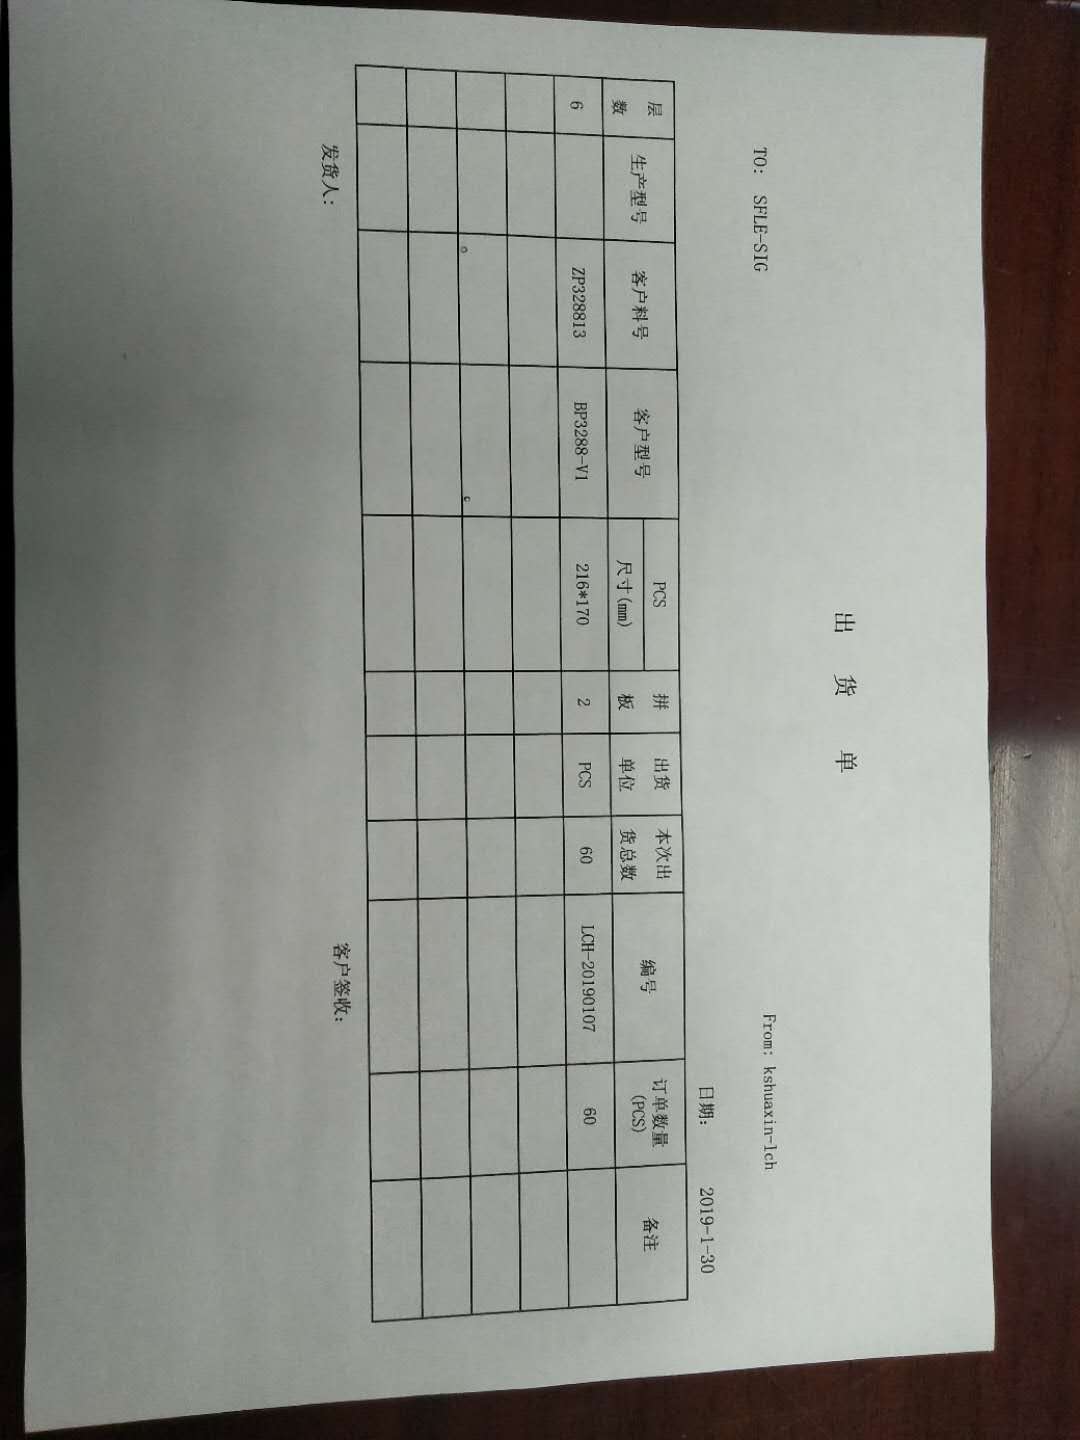 出 货 单
TO: SFLE-SIG
From: kshuaxin-lch
日期: 2019-1-30
层数 生产型号 客户料号 客户型号 PCS 尺寸(mm) 拼板 出货单位 本次出货总数 编号 订单数量(PCS) 备注
6 ZP328813 BP3288-V1 216*170 2 PCS 60 LCH-20190107 60
。
。
发货人:
客户签收: